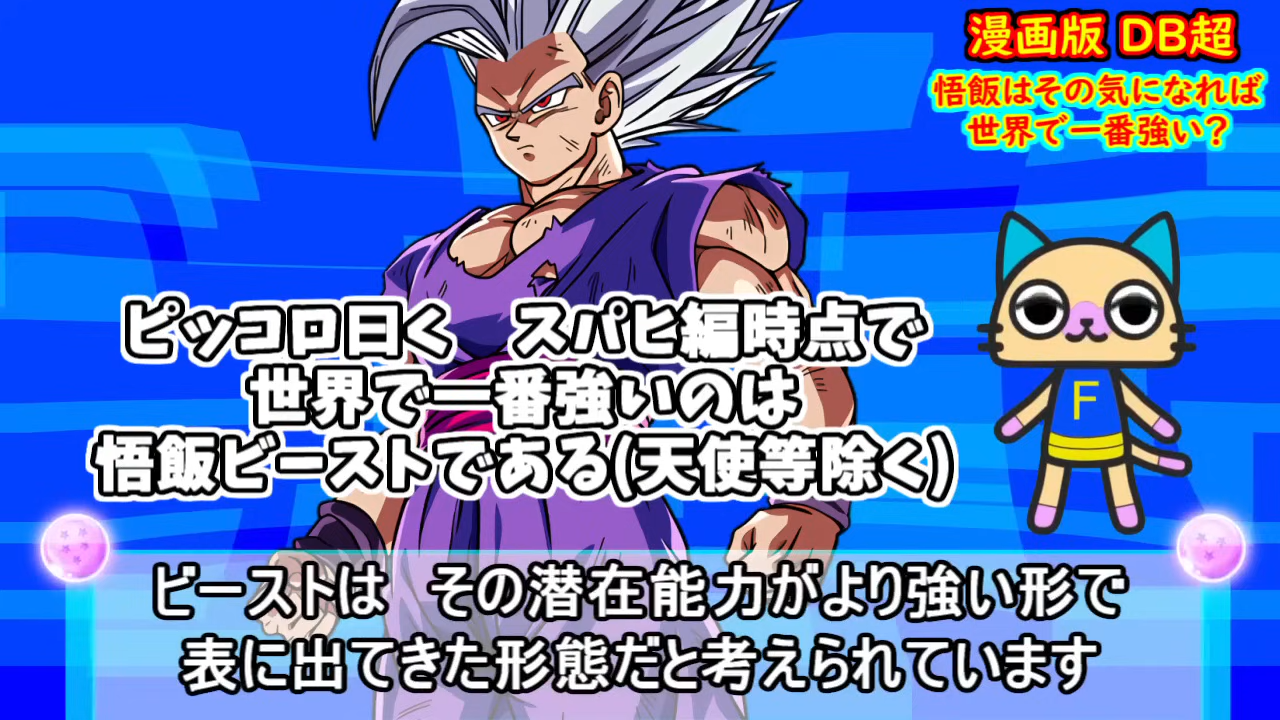 漫画版 DB超
悟飯はその気になれば
世界で一番強い?
ピッコロ曰く　スパヒ編時点で
世界で一番強いのは
悟飯ビーストである(天使等除く)
F
ビーストは　その潜在能力がより強い形で
表に出てきた形態だと考えられています